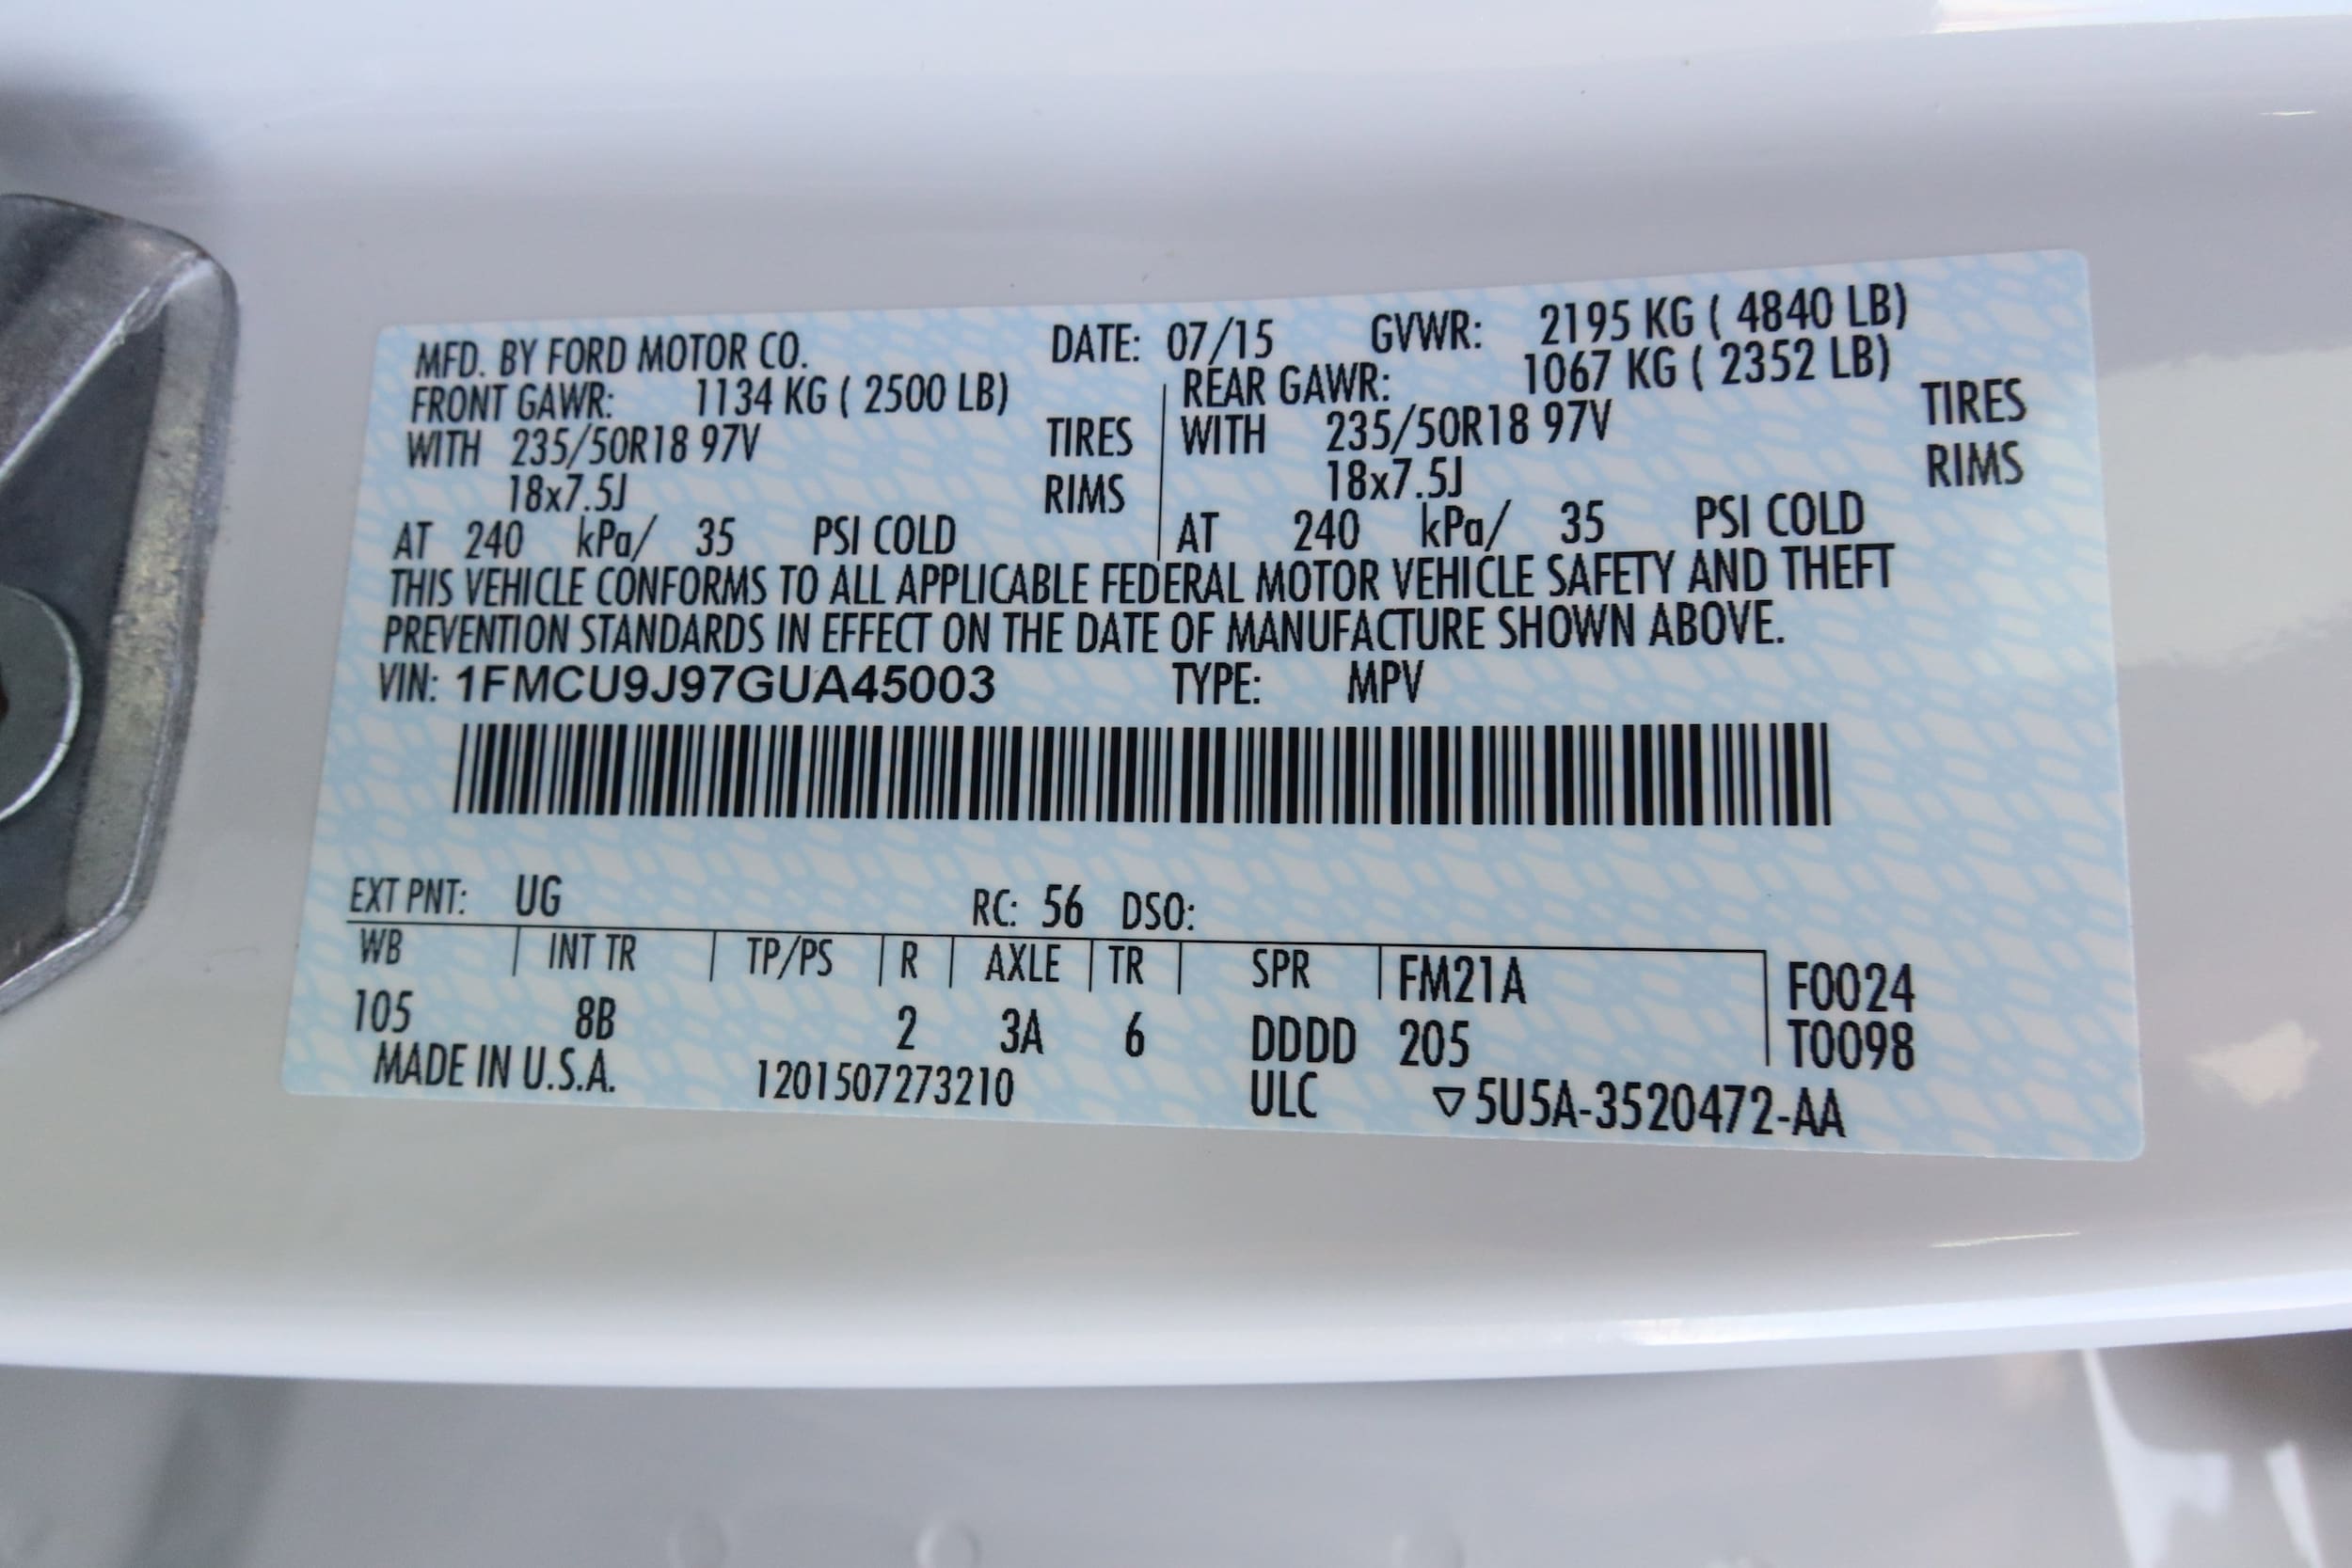 MFD. BY FORD MOTOR CO. DATE: 07/15 GVWR: 2195 KG ( 4840 LB)
FRONT GAWR: 1134 KG ( 2500 LB) REAR GAWR: 1067 KG ( 2352 LB)
WITH 235/50R18 97V TIRES WITH 235/50R18 97V TIRES
18x7.5J RIMS 18x7.5J RIMS
AT 240 kPa/ 35 PSI COLD AT 240 kPa/ 35 PSI COLD
THIS VEHICLE CONFORMS TO ALL APPLICABLE FEDERAL MOTOR VEHICLE SAFETY AND THEFT
PREVENTION STANDARDS IN EFFECT ON THE DATE OF MANUFACTURE SHOWN ABOVE.
VIN: 1FMCU9J97GUA45003 TYPE: MPV
EXT PNT: UG RC: 56 DSO:
WB INT TR TP/PS R AXLE TR SPR FM21A F0024
105 8B 2 3A 6 DDDD 205 T0098
MADE IN U.S.A. 1201507273210 ULC ▽5U5A-3520472-AA